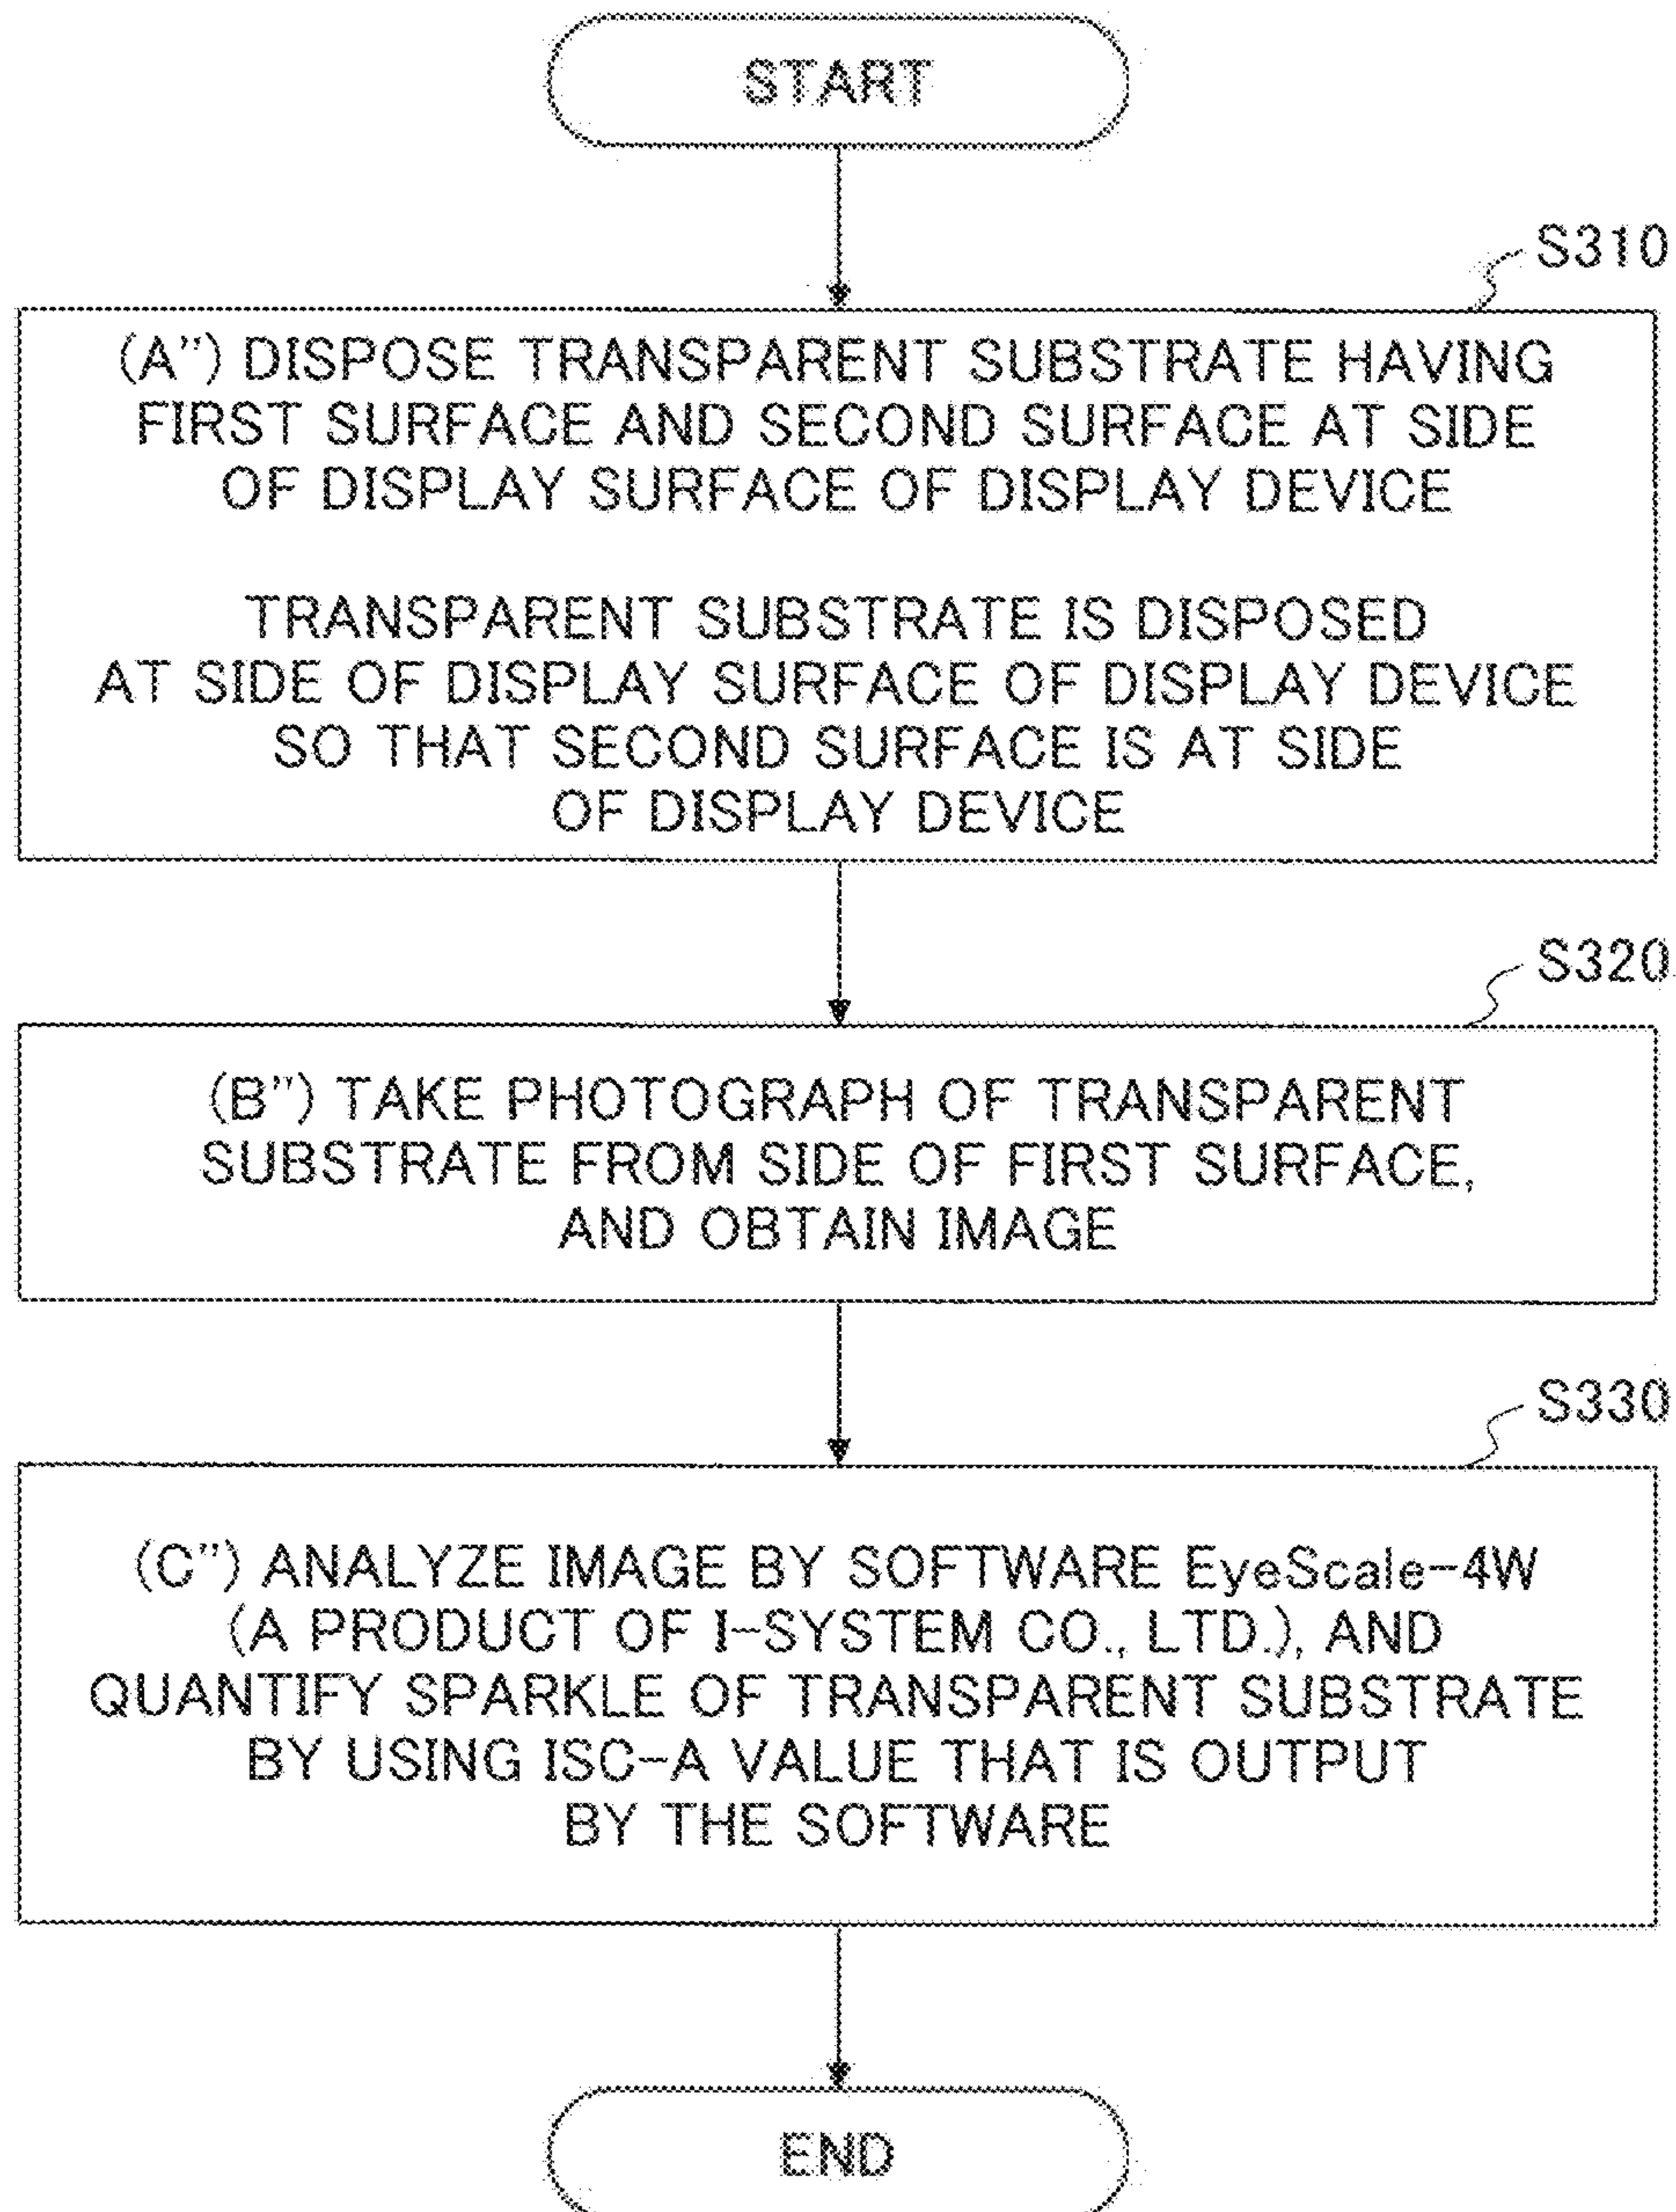 START
S310
(A”) DISPOSE TRANSPARENT SUBSTRATE HAVING
FIRST SURFACE AND SECOND SURFACE AT SIDE
OF DISPLAY SURFACE OF DISPLAY DEVICE
TRANSPARENT SUBSTRATE IS DISPOSED
AT SIDE OF DISPLAY SURFACE OF DISPLAY DEVICE
SO THAT SECOND SURFACE IS AT SIDE
OF DISPLAY DEVICE
S320
(B”) TAKE PHOTOGRAPH OF TRANSPARENT
SUBSTRATE FROM SIDE OF FIRST SURFACE,
AND OBTAIN IMAGE
S330
(C”) ANALYZE IMAGE BY SOFTWARE EyeScale-4W
(A PRODUCT OF I-SYSTEM CO., LTD.), AND
QUANTIFY SPARKLE OF TRANSPARENT SUBSTRATE
BY USING ISC-A VALUE THAT IS OUTPUT
BY THE SOFTWARE
END